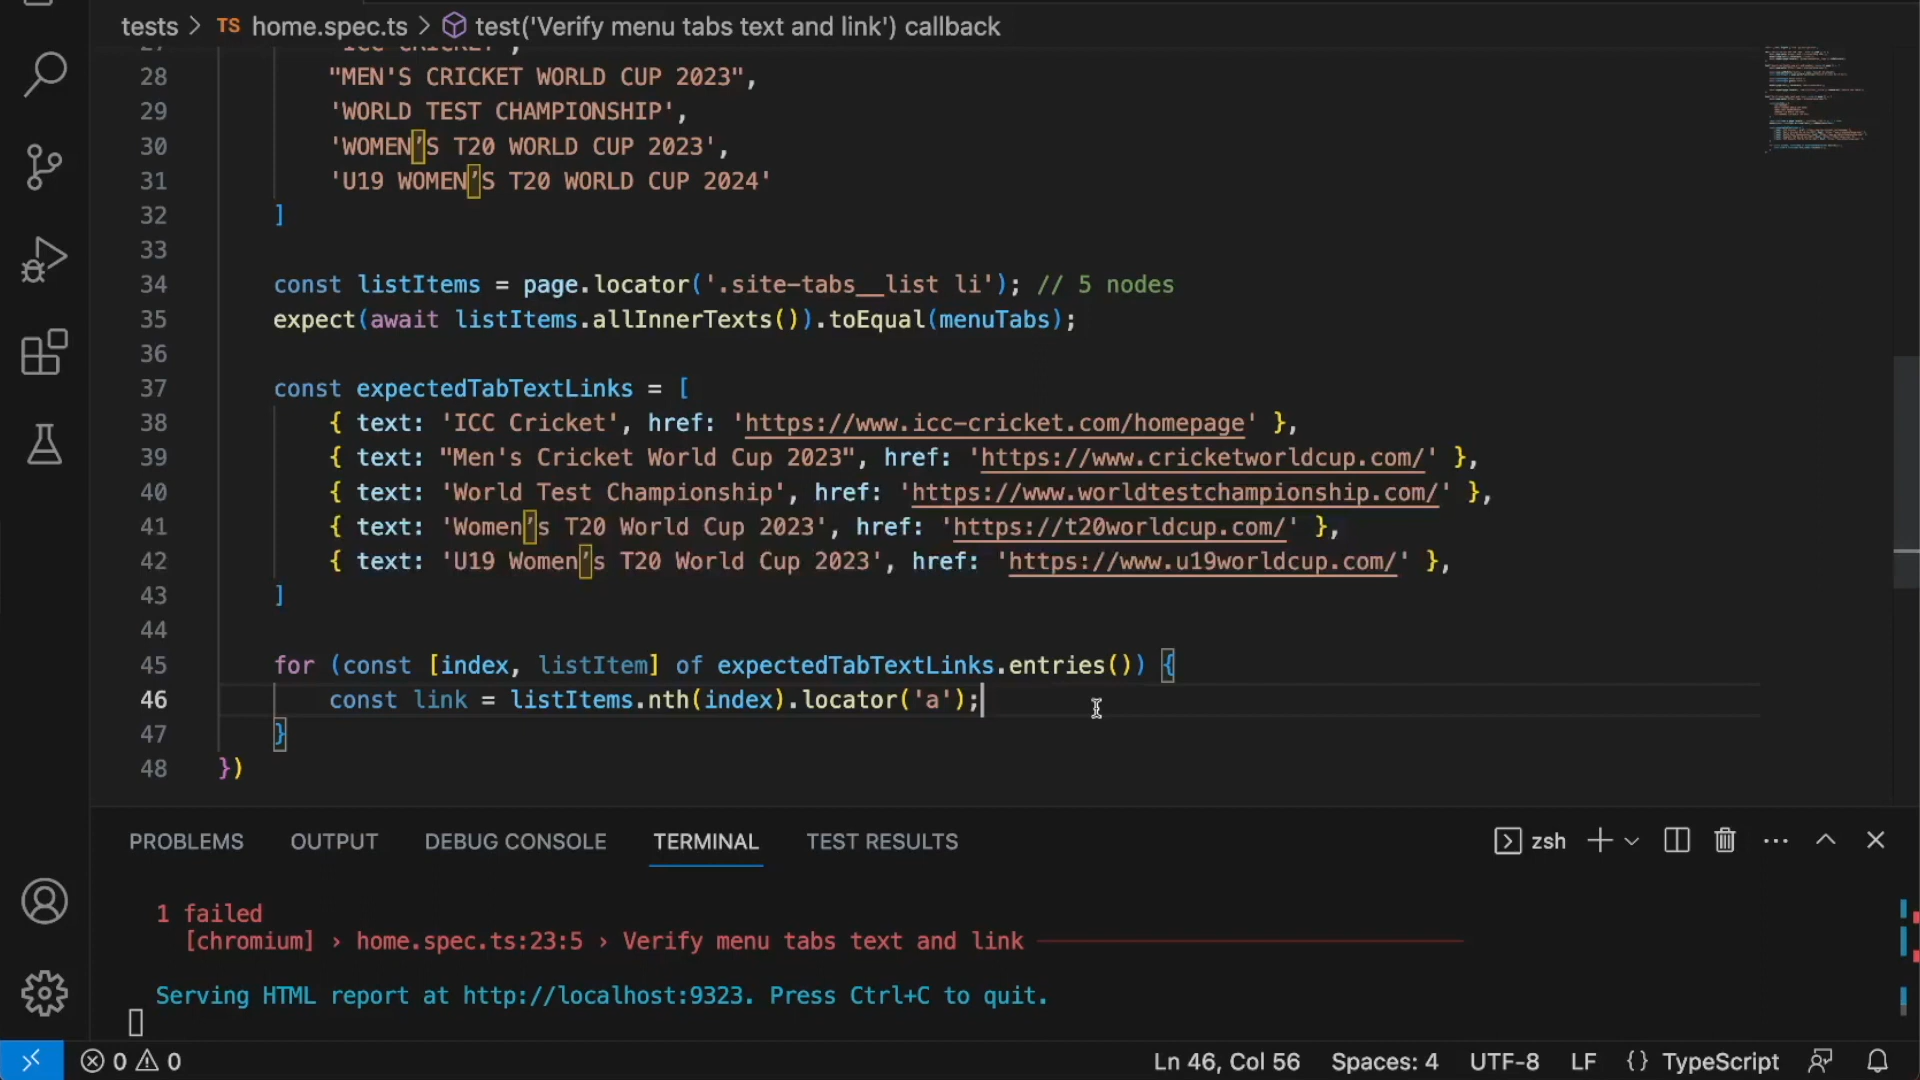 tests > TS home.spec.ts > test('Verify menu tabs text and link') callback
27 'ICC CRICKET',
28 "MEN'S CRICKET WORLD CUP 2023",
29 'WORLD TEST CHAMPIONSHIP',
30 'WOMEN’S T20 WORLD CUP 2023',
31 'U19 WOMEN’S T20 WORLD CUP 2024'
32 ]
33
34 const listItems = page.locator('.site-tabs__list li'); // 5 nodes
35 expect(await listItems.allInnerTexts()).toEqual(menuTabs);
36
37 const expectedTabTextLinks = [
38 { text: 'ICC Cricket', href: 'https://www.icc-cricket.com/homepage' },
39 { text: "Men's Cricket World Cup 2023", href: 'https://www.cricketworldcup.com/' },
40 { text: 'World Test Championship', href: 'https://www.worldtestchampionship.com/' },
41 { text: 'Women’s T20 World Cup 2023', href: 'https://t20worldcup.com/' },
42 { text: 'U19 Women’s T20 World Cup 2023', href: 'https://www.u19worldcup.com/' },
43 ]
44
45 for (const [index, listItem] of expectedTabTextLinks.entries()) {
46 const link = listItems.nth(index).locator('a');
47 }
48 })
PROBLEMS OUTPUT DEBUG CONSOLE TERMINAL TEST RESULTS zsh
1 failed
[chromium] › home.spec.ts:23:5 › Verify menu tabs text and link
Serving HTML report at http://localhost:9323. Press Ctrl+C to quit.
0 0 Ln 46, Col 56 Spaces: 4 UTF-8 LF {} TypeScript